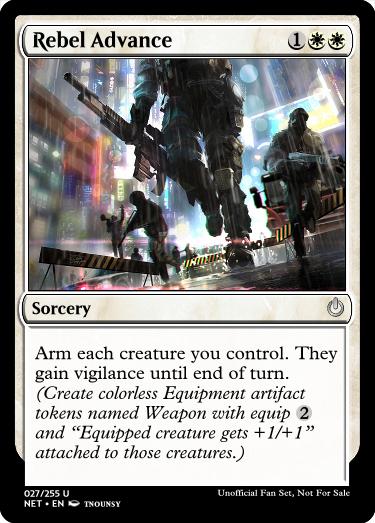 Rebel Advance 1
Sorcery
Arm each creature you control. They
gain vigilance until end of turn.
(Create colorless Equipment artifact
tokens named Weapon with equip 2
and “Equipped creature gets +1/+1”
attached to those creatures.)
027/255 U
NET • EN TNOUNSY
Unofficial Fan Set, Not For Sale